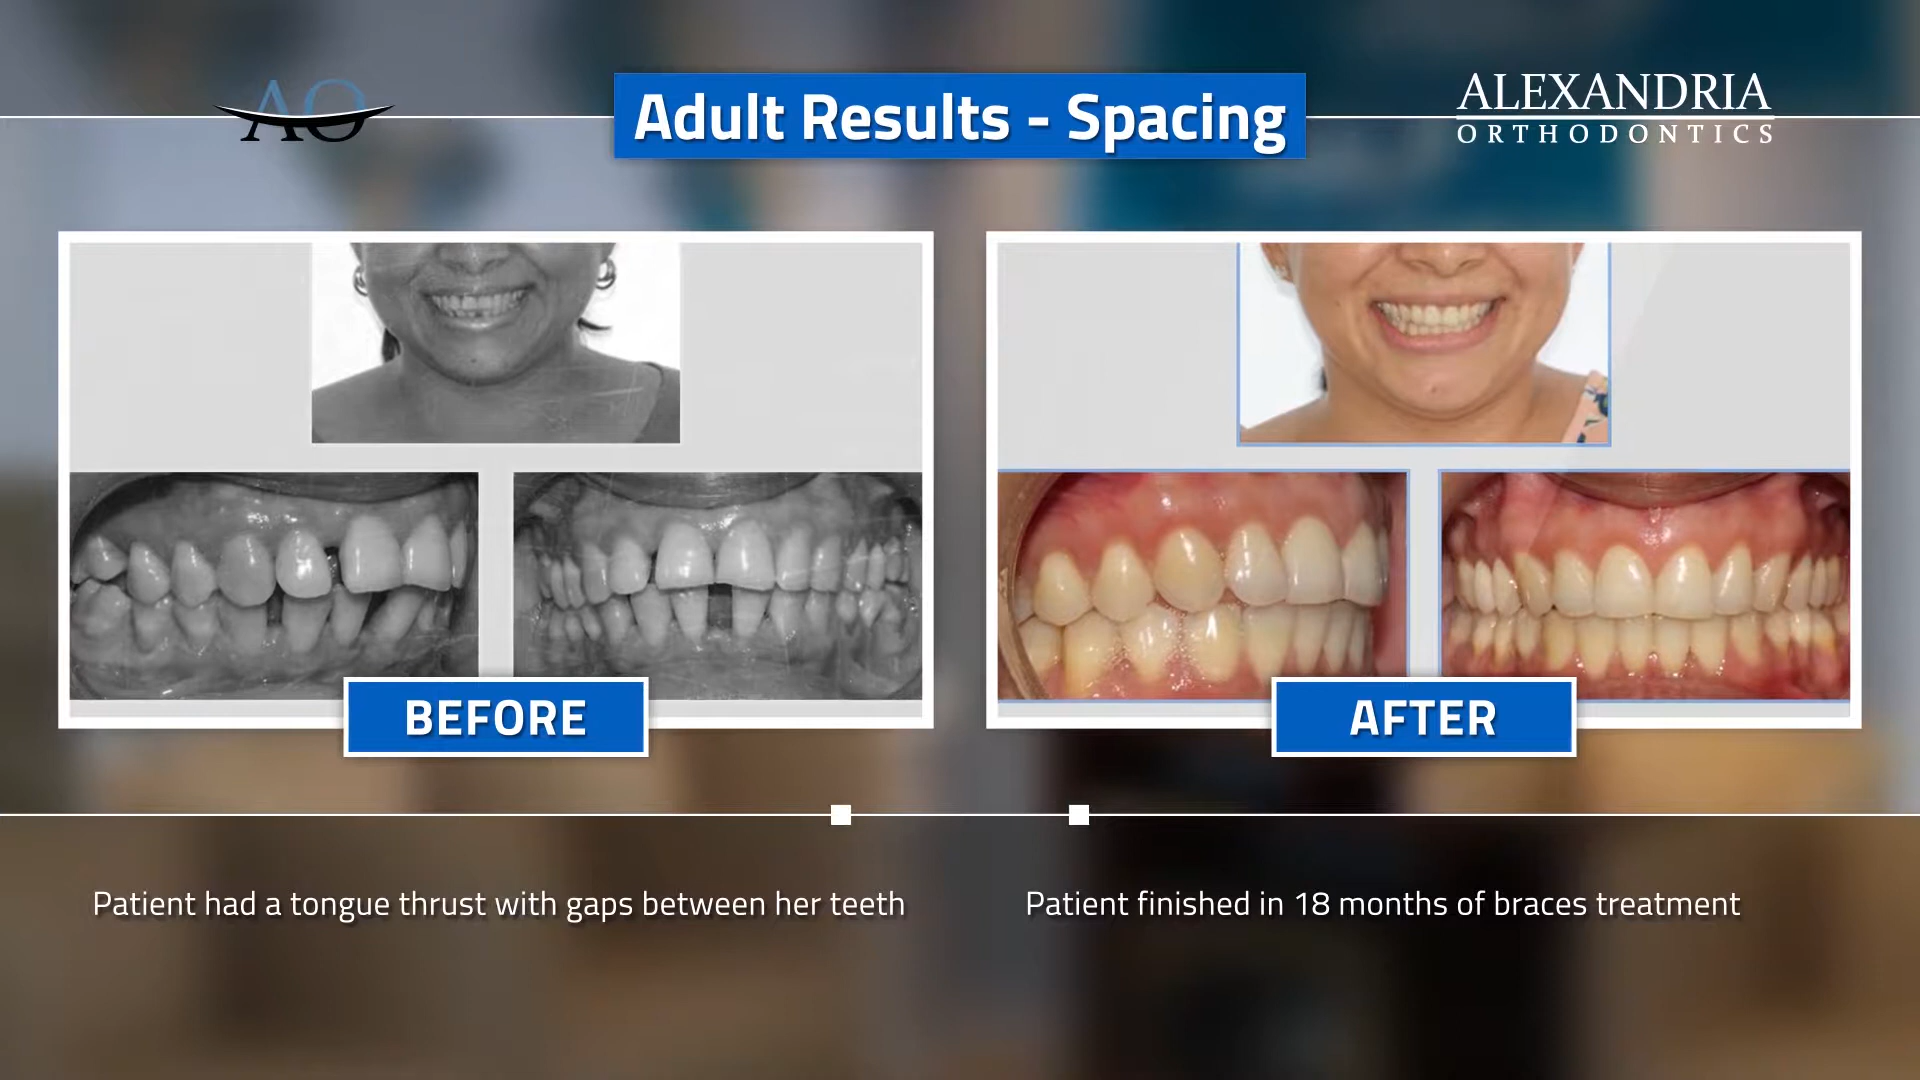 AO
Adult Results - Spacing
ALEXANDRIA
ORTHODONTICS
BEFORE
AFTER
Patient had a tongue thrust with gaps between her teeth
Patient finished in 18 months of braces treatment